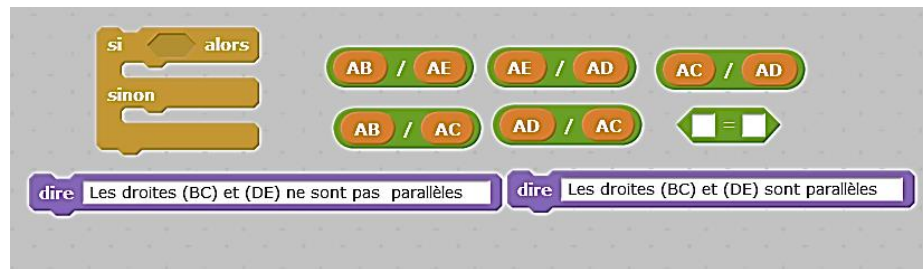 si alors
AB / AE AE / AD AC / AD
sinon
AB / AC AD / AC =
dire Les droites (BC) et (DE) ne sont pas parallèles dire Les droites (BC) et (DE) sont parallèles